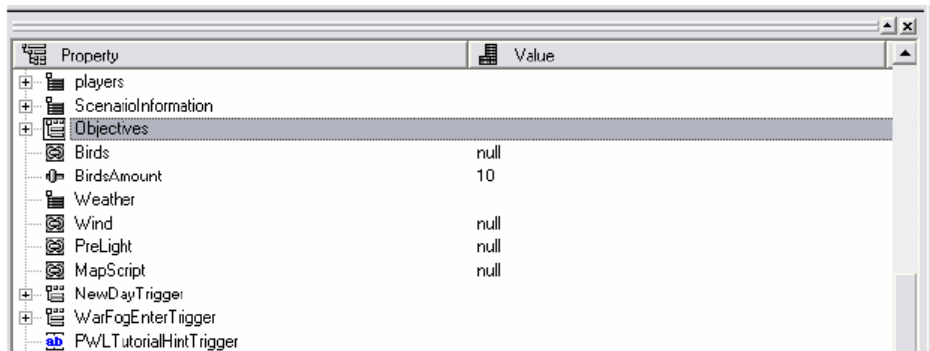 Property Value
players
ScenarioInformation
Objectives
Birds null
BirdsAmount 10
Weather
Wind null
PreLight null
MapScript null
NewDayTrigger
WarFogEnterTrigger
ab PWLTutorialHintTrigger